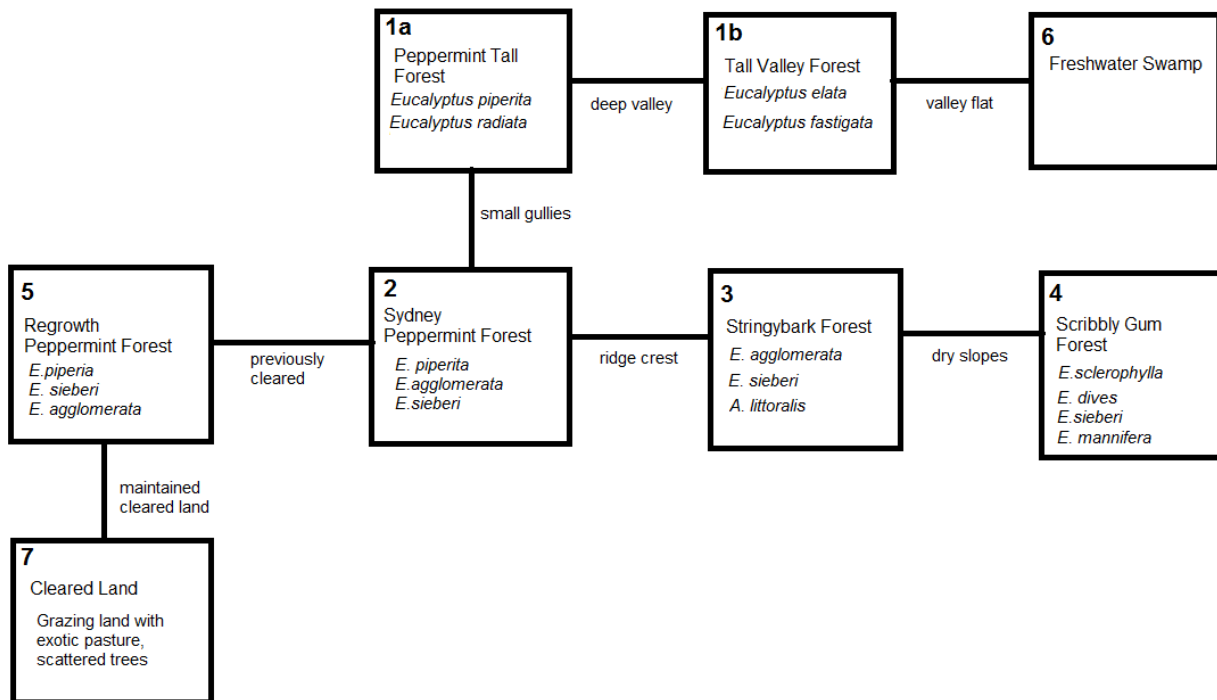 1a
Peppermint Tall
Forest
Eucalyptus piperita
Eucalyptus radiata
deep valley
1b
Tall Valley Forest
Eucalyptus elata
Eucalyptus fastigata
valley flat
6
Freshwater Swamp
small gullies
5
Regrowth
Peppermint Forest
E.piperia
E. sieberi
E. agglomerata
previously
cleared
2
Sydney
Peppermint Forest
E. piperita
E.agglomerata
E.sieberi
ridge crest
3
Stringybark Forest
E. agglomerata
E. sieberi
A. littoralis
dry slopes
4
Scribbly Gum
Forest
E.sclerophylla
E. dives
E.sieberi
E. mannifera
maintained
cleared land
7
Cleared Land
Grazing land with
exotic pasture,
scattered trees